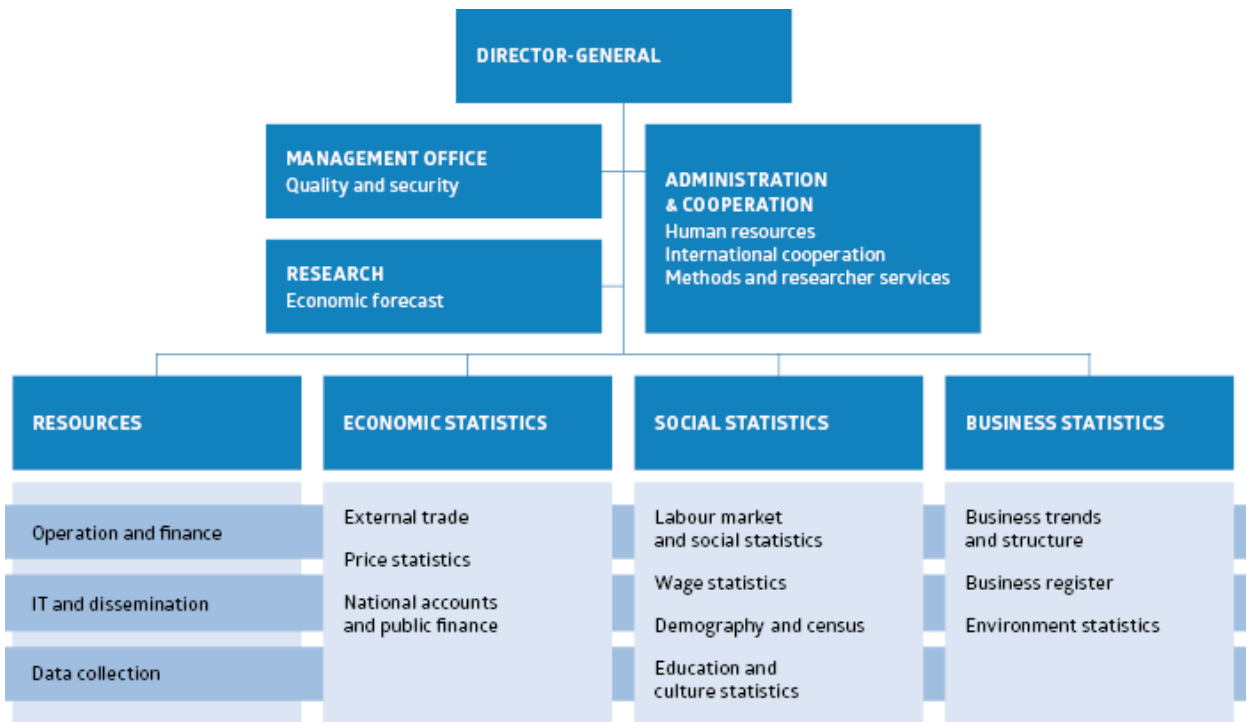 DIRECTOR-GENERAL
MANAGEMENT OFFICE
Quality and security
ADMINISTRATION
& COOPERATION
Human resources
International cooperation
Methods and researcher services
RESEARCH
Economic forecast
RESOURCES
Operation and finance
IT and dissemination
Data collection
ECONOMIC STATISTICS
External trade
Price statistics
National accounts
and public finance
SOCIAL STATISTICS
Labour market
and social statistics
Wage statistics
Demography and census
Education and
culture statistics
BUSINESS STATISTICS
Business trends
and structure
Business register
Environment statistics